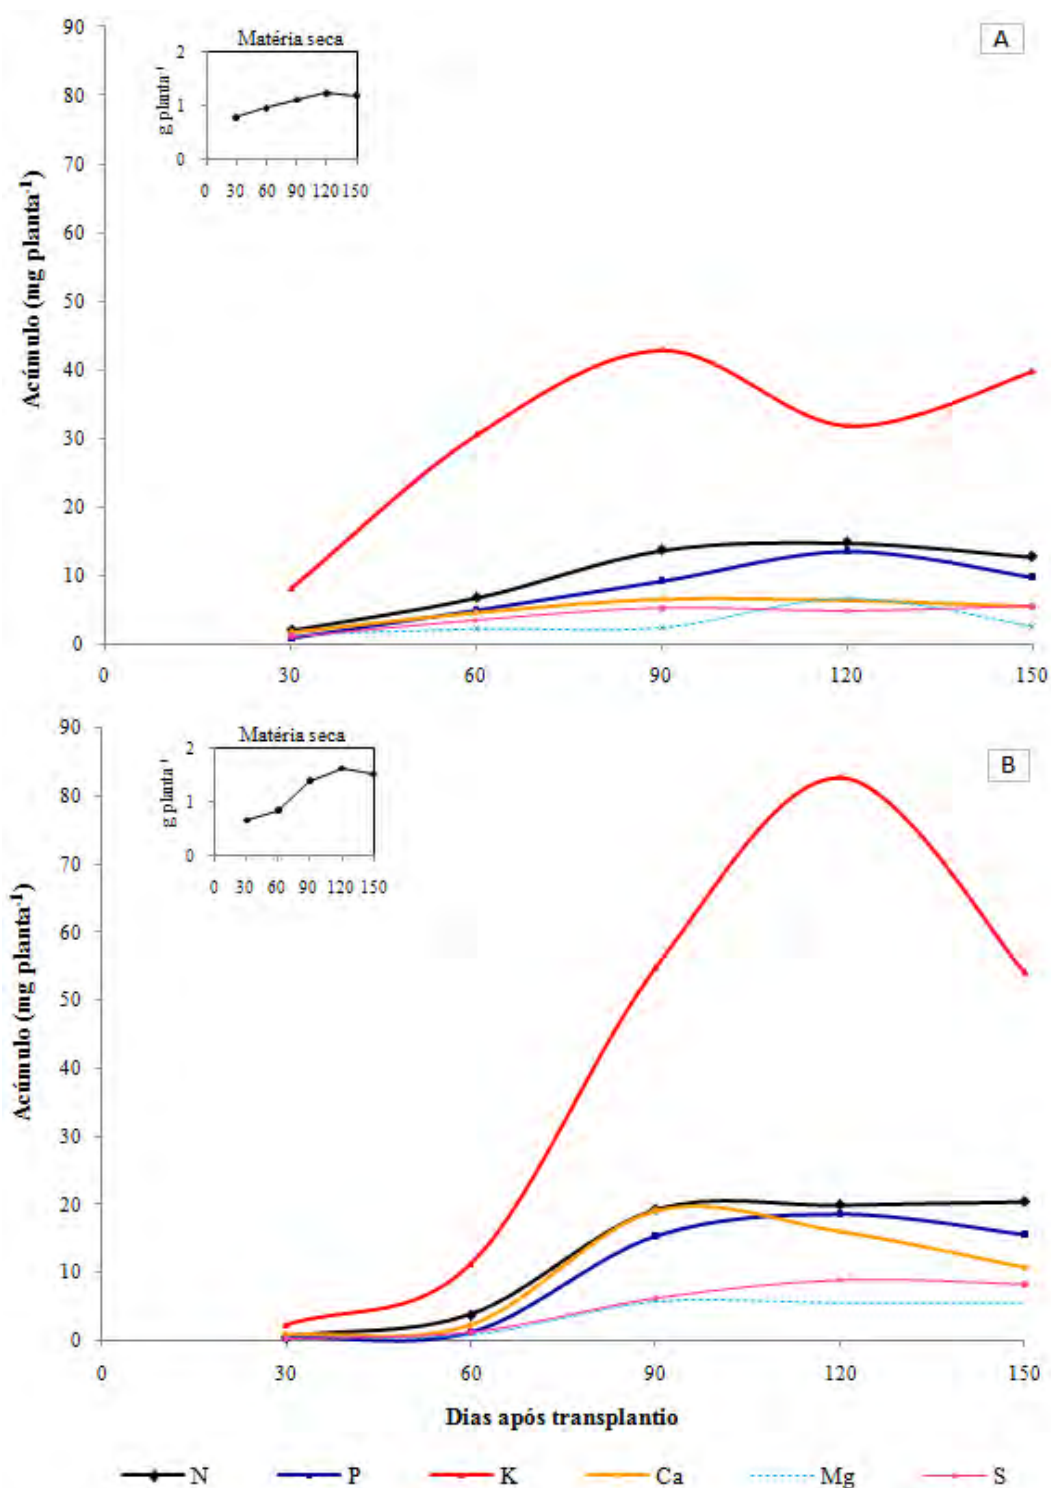 A
Matéria seca
g planta⁻¹
2
1
0
0 30 60 90 120 150
Acúmulo (mg planta⁻¹)
90
80
70
60
50
40
30
20
10
0
0 30 60 90 120 150
B
Matéria seca
g planta⁻¹
2
1
0
0 30 60 90 120 150
Acúmulo (mg planta⁻¹)
90
80
70
60
50
40
30
20
10
0
0 30 60 90 120 150
Dias após transplantio
N P K Ca Mg S